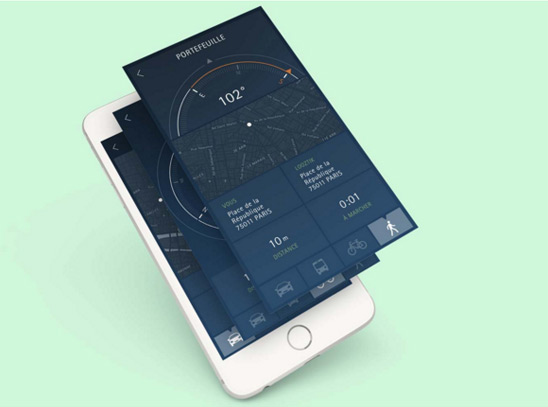 PORTEFEUILLE
E
102°
VOUS
Place de la
République
75011 PARIS
LOUZON
Place de la
République
75011 PARIS
10 m
DISTANCE
0:01
À MARCHER